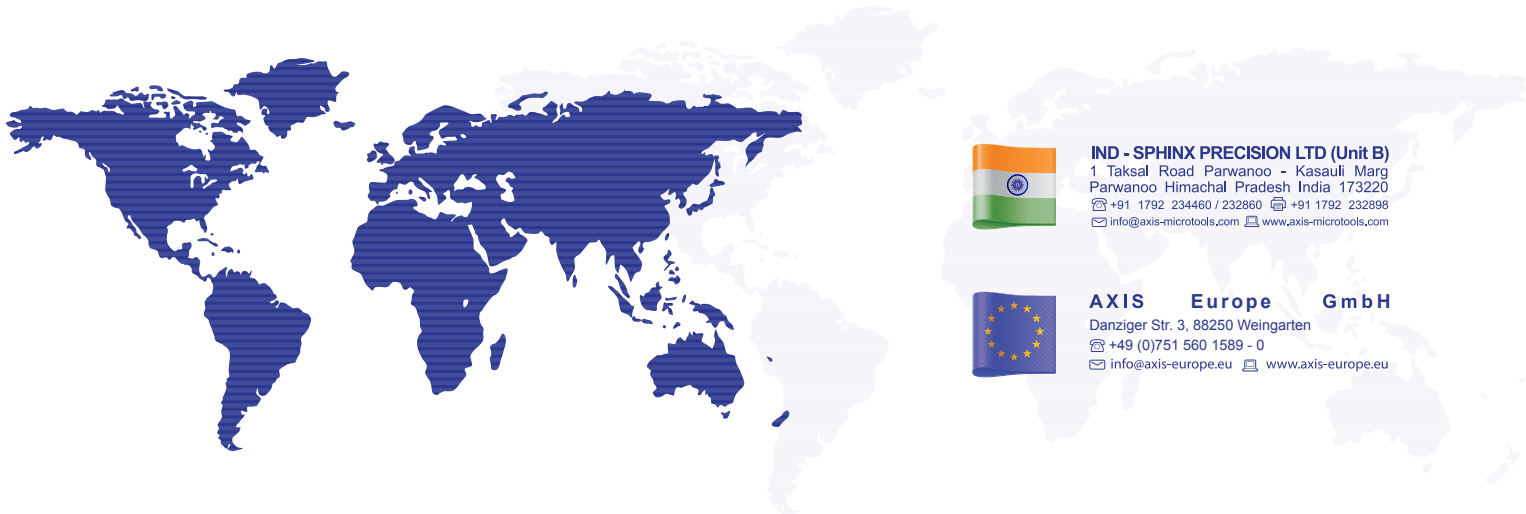 IND - SPHINX PRECISION LTD (Unit B)
1 Taksal Road Parwanoo - Kasauli Marg
Parwanoo Himachal Pradesh India 173220
+91 1792 234460 / 232860 +91 1792 232898
info@axis-microtools.com www.axis-microtools.com
AXIS Europe GmbH
Danziger Str. 3, 88250 Weingarten
+49 (0)751 560 1589 - 0
info@axis-europe.eu www.axis-europe.eu